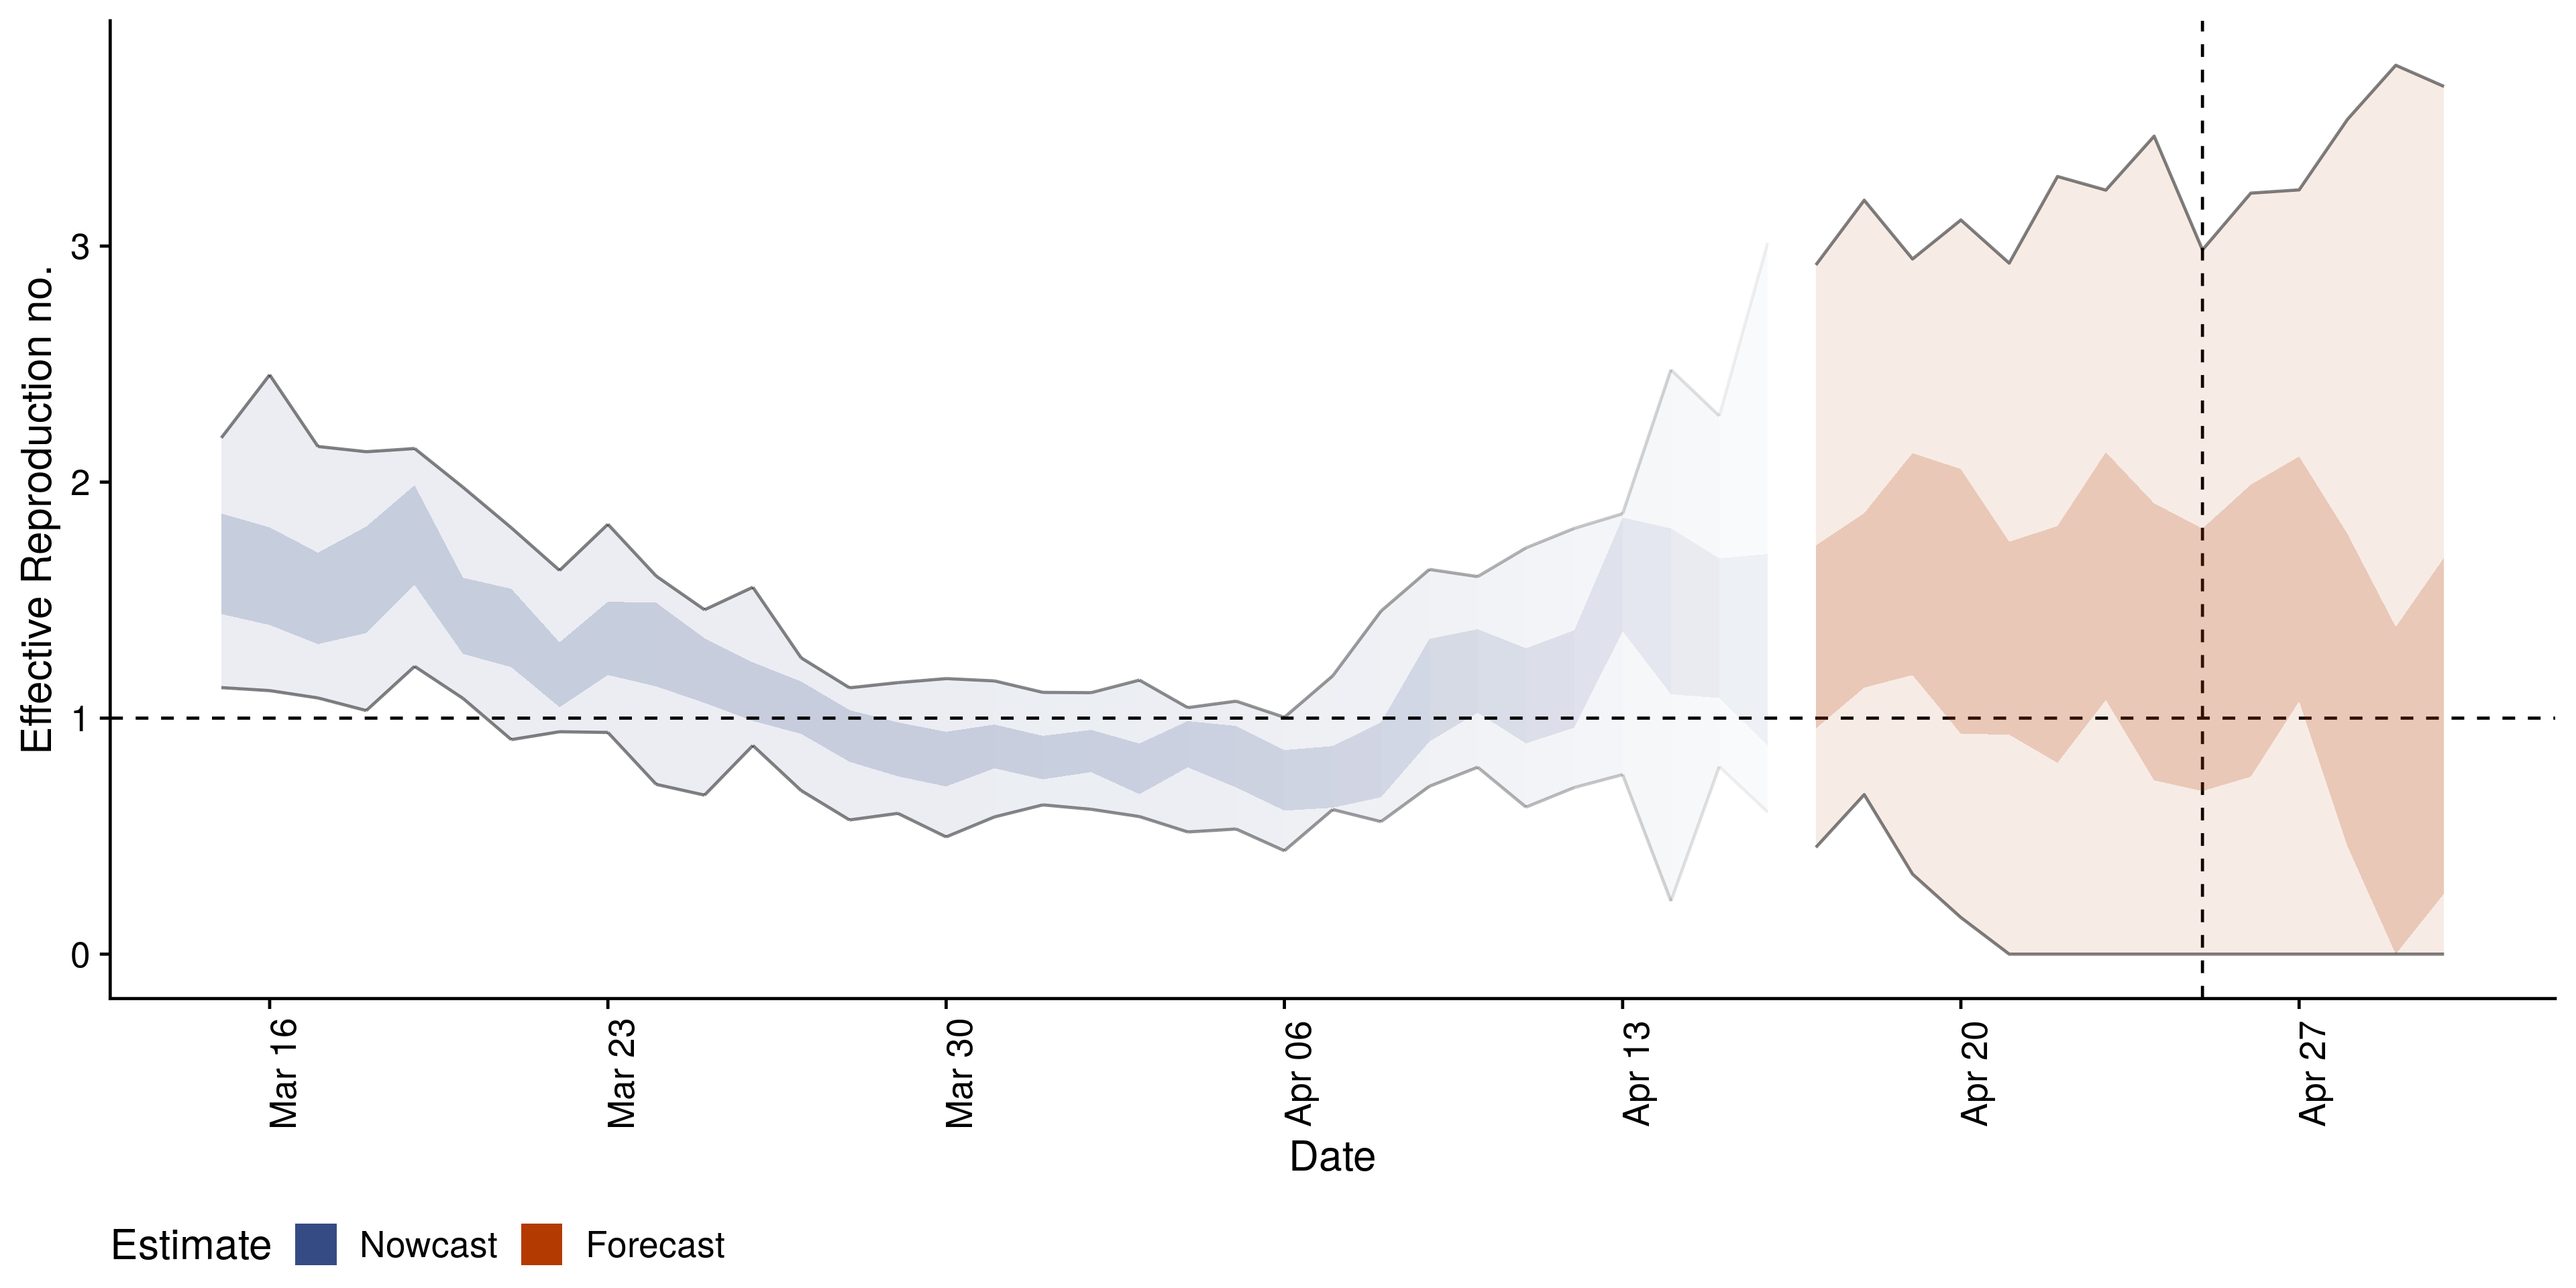 Effective Reproduction no.
3
2
1
0
Mar 16
Mar 23
Mar 30
Apr 06
Apr 13
Apr 20
Apr 27
Date
Estimate Nowcast Forecast